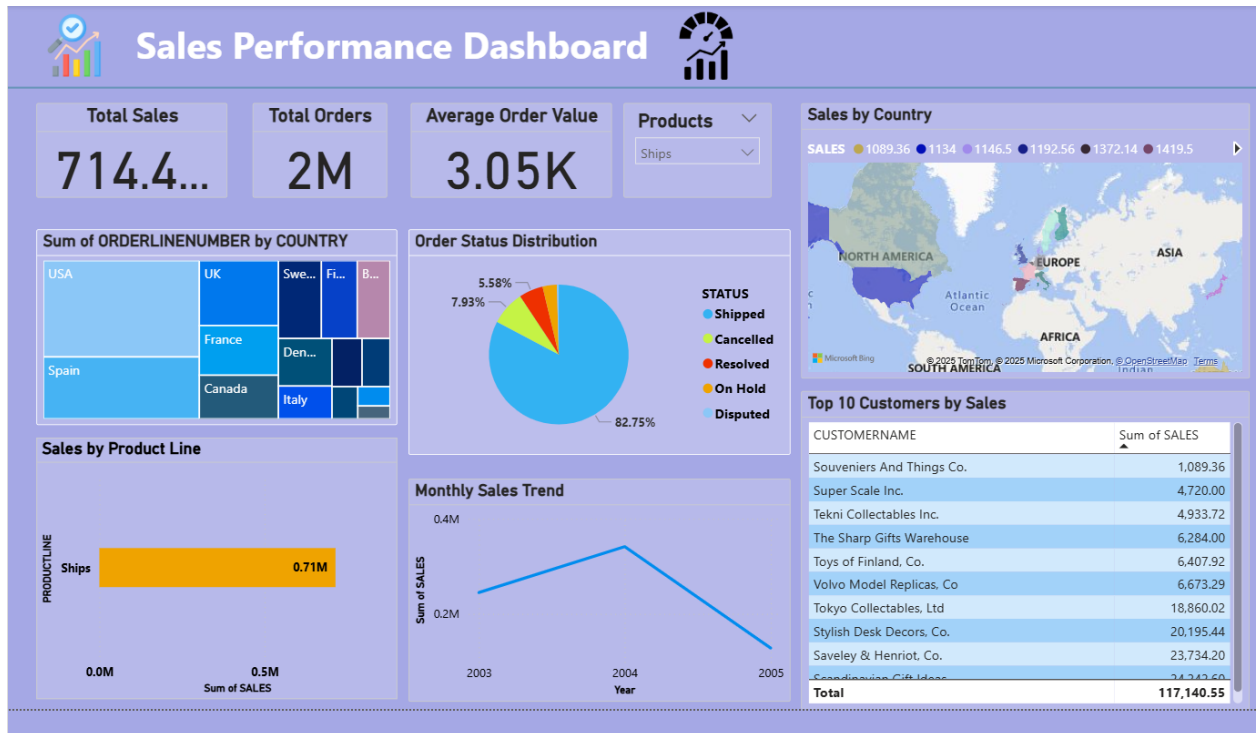 Sales Performance Dashboard
Total Sales
714.4...
Total Orders
2M
Average Order Value
3.05K
Products
Ships
Sales by Country
SALES 1089.36 1134 1146.5 1192.56 1372.14 1419.5
NORTH AMERICA
EUROPE
ASIA
Atlantic
Ocean
AFRICA
Microsoft Bing
© 2025 TomTom, © 2025 Microsoft Corporation, © OpenStreetMap Terms
SOUTH AMERICA
Indian
Sum of ORDERLINENUMBER by COUNTRY
USA
Spain
UK
France
Canada
Swe...
Fi...
B...
Den...
Italy
Order Status Distribution
5.58%
7.93%
82.75%
STATUS
Shipped
Cancelled
Resolved
On Hold
Disputed
Sales by Product Line
PRODUCTLINE
Ships
0.71M
0.0M 0.5M
Sum of SALES
Monthly Sales Trend
Sum of SALES
0.4M
0.2M
2003 2004 2005
Year
Top 10 Customers by Sales
CUSTOMERNAME Sum of SALES
Souveniers And Things Co. 1,089.36
Super Scale Inc. 4,720.00
Tekni Collectables Inc. 4,933.72
The Sharp Gifts Warehouse 6,284.00
Toys of Finland, Co. 6,407.92
Volvo Model Replicas, Co 6,673.29
Tokyo Collectables, Ltd 18,860.02
Stylish Desk Decors, Co. 20,195.44
Saveley & Henriot, Co. 23,734.20
Scandinavian Gift Ideas 24,242.60
Total 117,140.55